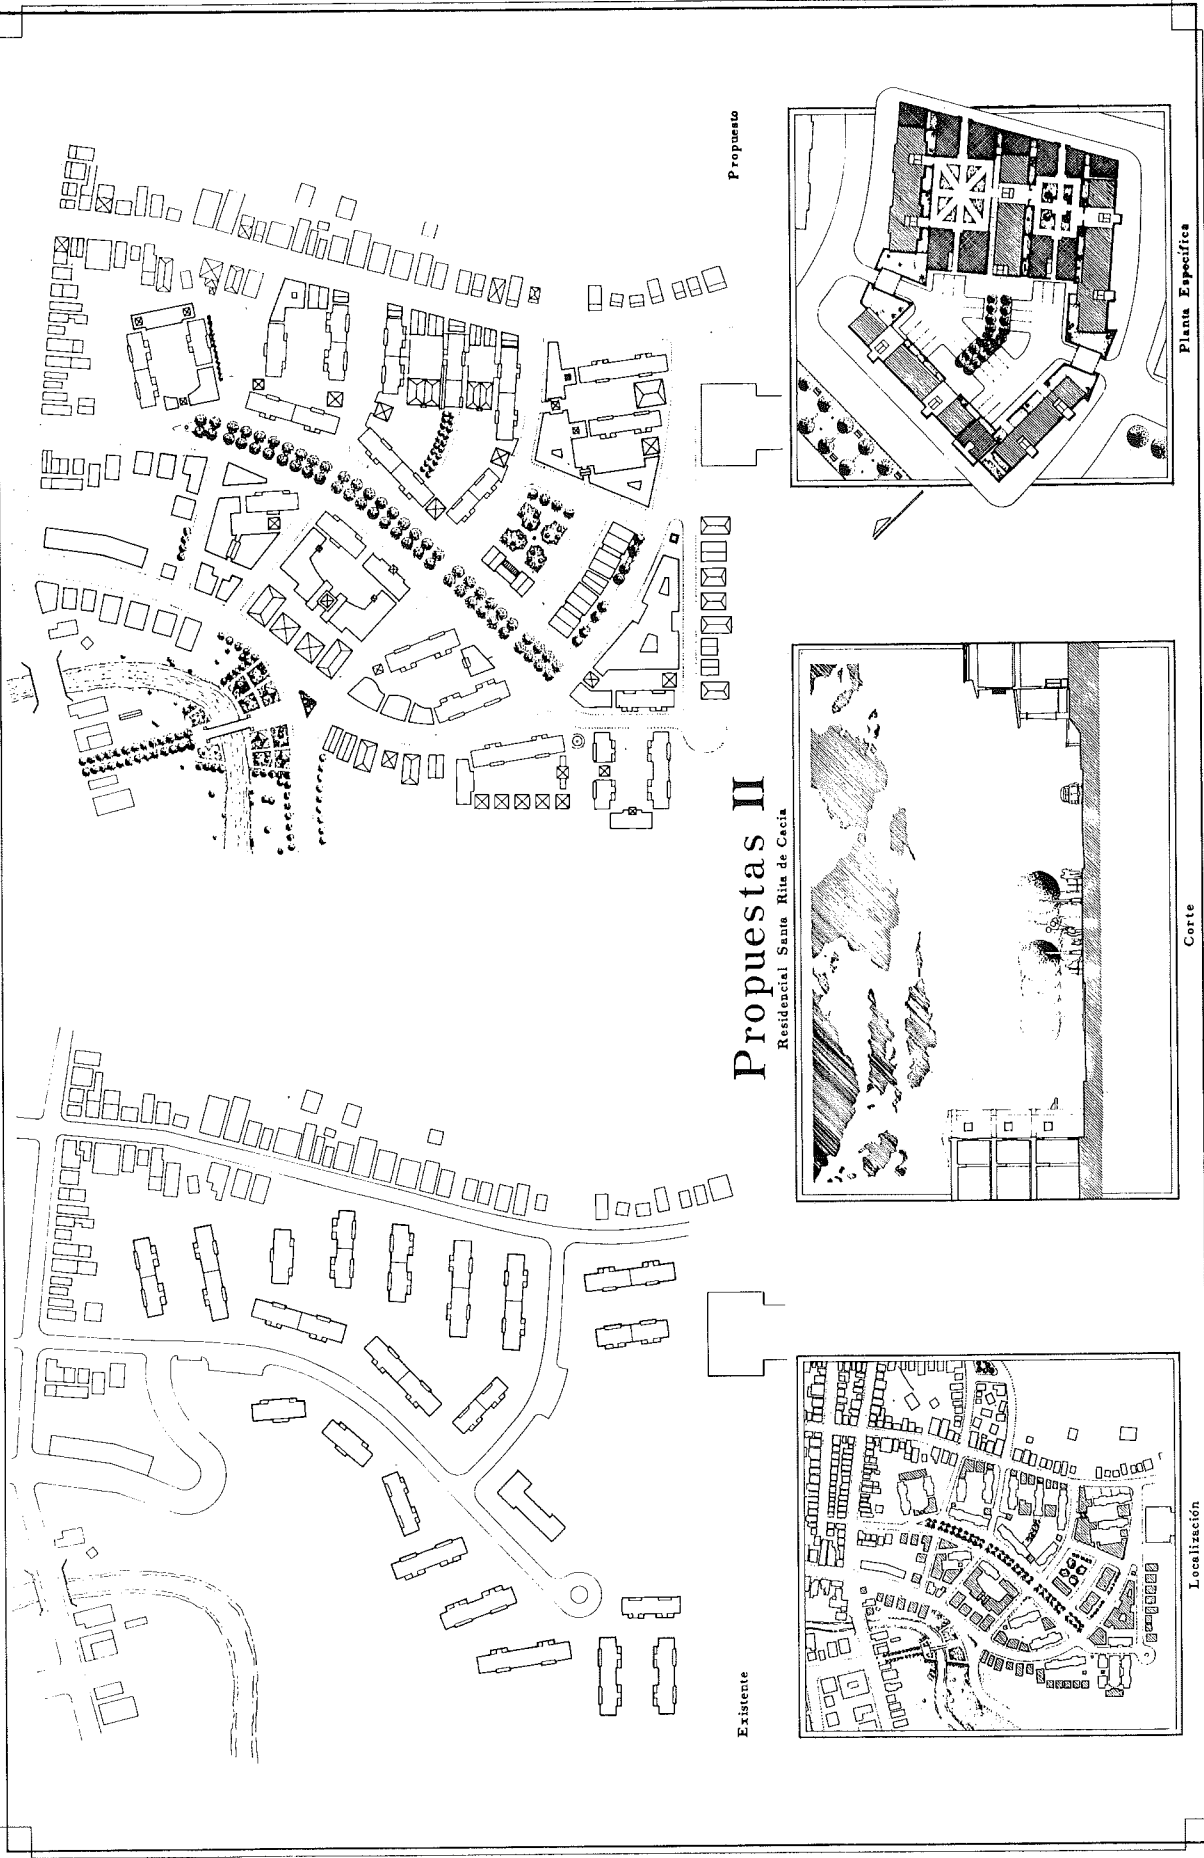 Existente
Propuesto
Propuestas II
Residencial Santa Rita de Cacia
Localización
Corte
Planta Específica